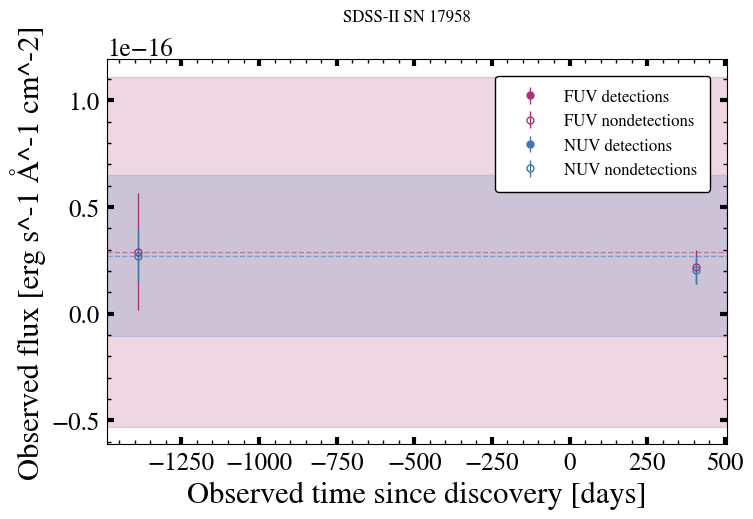 SDSS-II SN 17958
1e−16
Observed flux [erg s^-1 Å^-1 cm^-2]
1.0
0.5
0.0
−0.5
FUV detections
FUV nondetections
NUV detections
NUV nondetections
−1250 −1000 −750 −500 −250 0 250 500
Observed time since discovery [days]